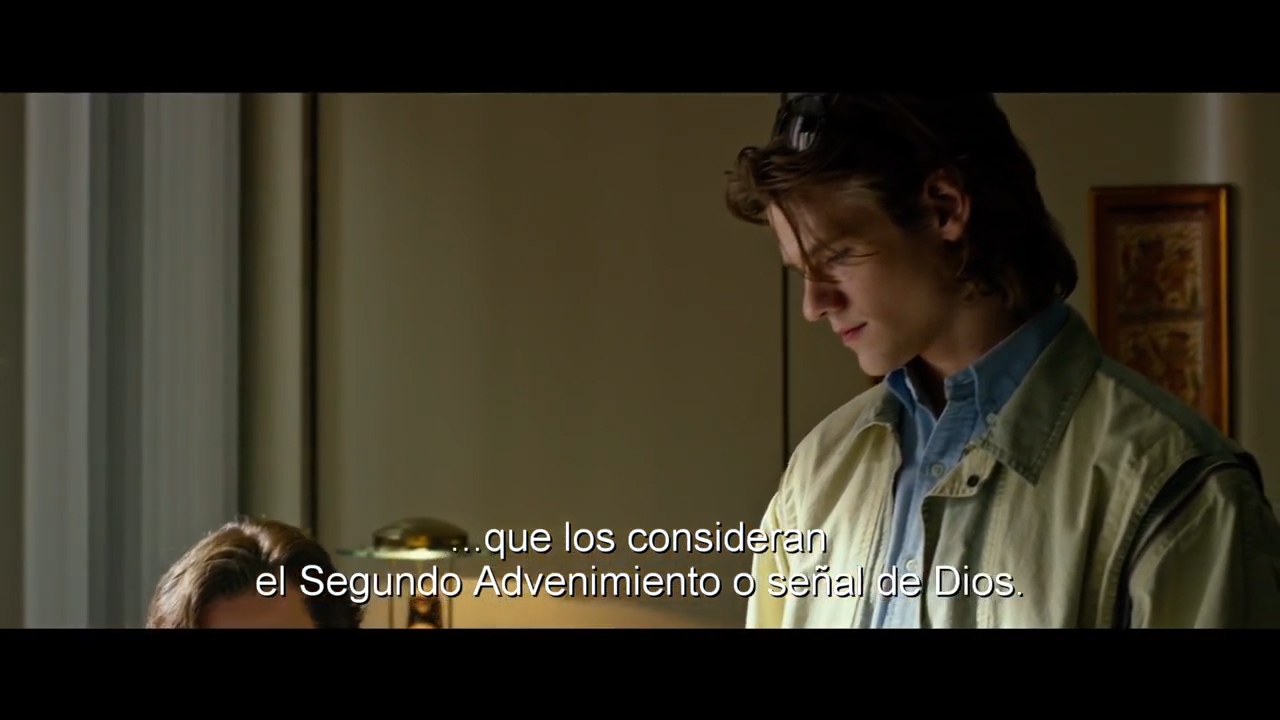 ...que los consideran
el Segundo Advenimiento o señal de Dios.